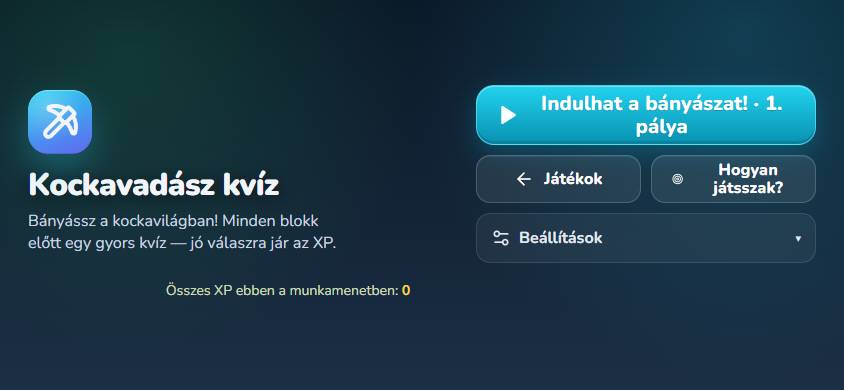 Kockavadász kvíz
Bányássz a kockavilágban! Minden blokk
előtt egy gyors kvíz — jó válaszra jár az XP.
Összes XP ebben a munkamenetben: 0
Indulhat a bányászat! · 1.
pálya
Játékok
Hogyan
játsszak?
Beállítások